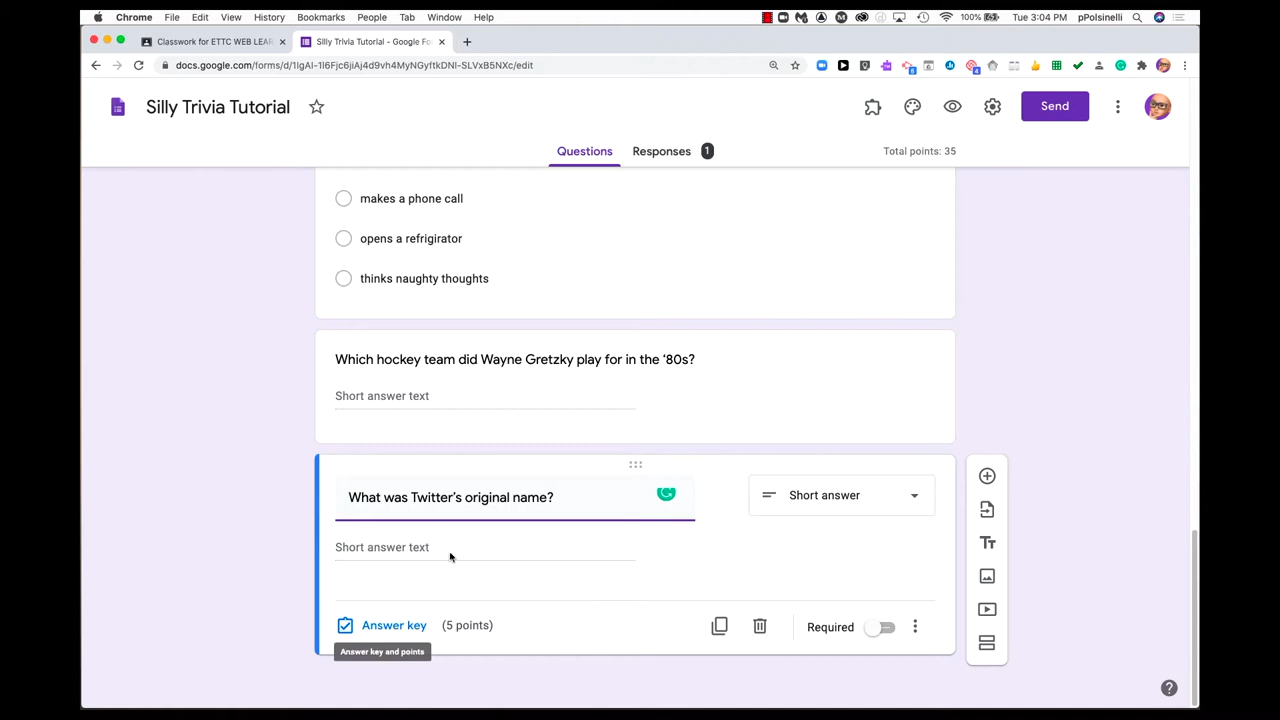 Chrome File Edit View History Bookmarks People Tab Window Help 100% Tue 3:04 PM pPolsinelli
Classwork for ETTC WEB LEAR Silly Trivia Tutorial - Google Fo
docs.google.com/forms/d/1IgAI-1I6Fjc6jiAj4d9vh4MyNGyftkDNl-SLVxB5NXc/edit
Silly Trivia Tutorial Send
Questions Responses 1 Total points: 35
makes a phone call
opens a refrigirator
thinks naughty thoughts
Which hockey team did Wayne Gretzky play for in the '80s?
Short answer text
What was Twitter's original name? Short answer
Short answer text
Answer key (5 points) Required
Answer key and points